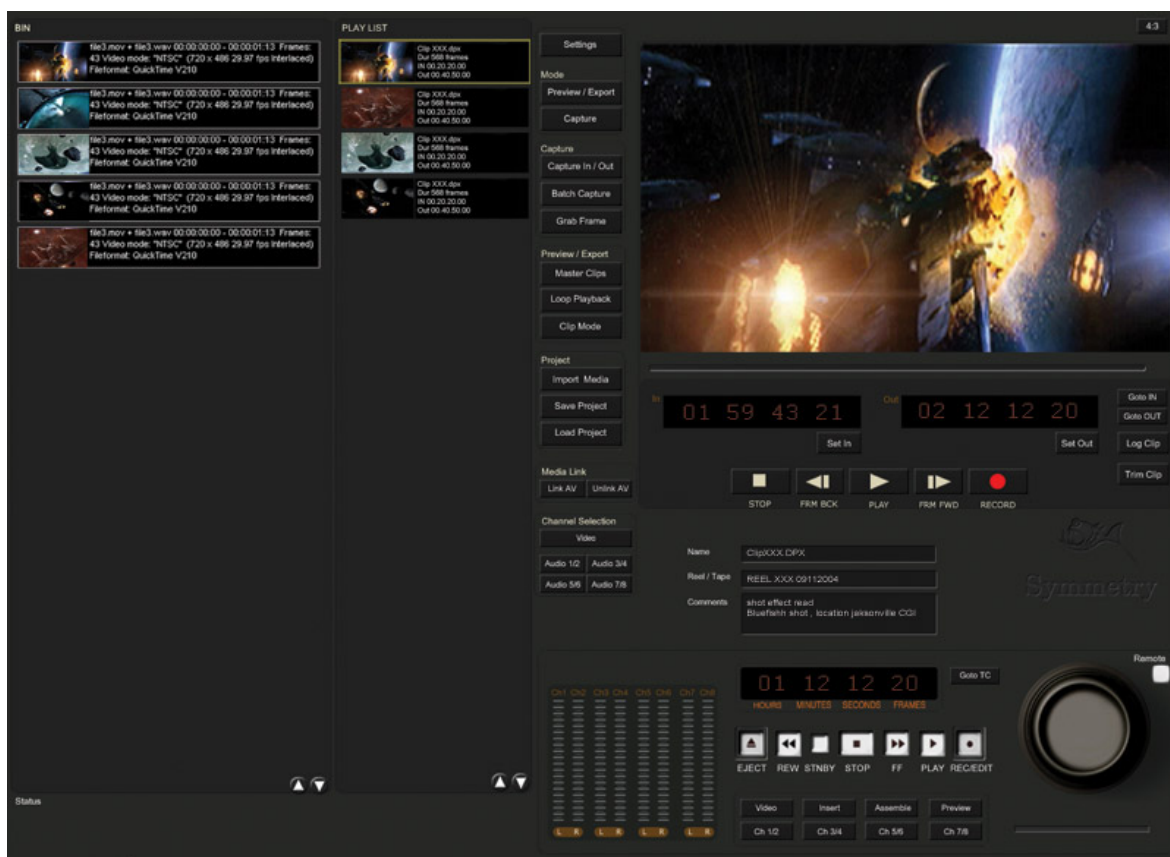 BIN
file3.mov + file3.wav 00:00:00:00 - 00:00:01:13 Frames:
43 Video mode: "NTSC" (720 x 486 29.97 fps Interlaced)
Fileformat: QuickTime V210
file3.mov + file3.wav 00:00:00:00 - 00:00:01:13 Frames:
43 Video mode: "NTSC" (720 x 486 29.97 fps Interlaced)
Fileformat: QuickTime V210
file3.mov + file3.wav 00:00:00:00 - 00:00:01:13 Frames:
43 Video mode: "NTSC" (720 x 486 29.97 fps Interlaced)
Fileformat: QuickTime V210
file3.mov + file3.wav 00:00:00:00 - 00:00:01:13 Frames:
43 Video mode: "NTSC" (720 x 486 29.97 fps Interlaced)
Fileformat: QuickTime V210
file3.mov + file3.wav 00:00:00:00 - 00:00:01:13 Frames:
43 Video mode: "NTSC" (720 x 486 29.97 fps Interlaced)
Fileformat: QuickTime V210
Status
PLAY LIST
Clip XXX.dpx
Dur 568 frames
IN 00.20.20.00
Out 00.40.50.00
Clip XXX.dpx
Dur 568 frames
IN 00.20.20.00
Out 00.40.50.00
Clip XXX.dpx
Dur 568 frames
IN 00.20.20.00
Out 00.40.50.00
Clip XXX.dpx
Dur 568 frames
IN 00.20.20.00
Out 00.40.50.00
Settings
Mode
Preview / Export
Capture
Capture
Capture In / Out
Batch Capture
Grab Frame
Preview / Export
Master Clips
Loop Playback
Clip Mode
Project
Import Media
Save Project
Load Project
Media Link
Link AV Unlink AV
Channel Selection
Video
Audio 1/2 Audio 3/4
Audio 5/6 Audio 7/8
4:3
In 01 59 43 21 Out 02 12 12 20
Goto IN
Goto OUT
Set In Set Out Log Clip
Trim Clip
STOP FRM BCK PLAY FRM FWD RECORD
Name ClipXXX.DPX
Reel / Tape REEL XXX 09112004
Comments shot effect read
Bluefishh shot , location jaksonville CGI
Symmetry
Remote
Ch1 Ch2 Ch3 Ch4 Ch5 Ch6 Ch7 Ch8
L R L R L R L R
01 12 12 20 Goto TC
HOURS MINUTES SECONDS FRAMES
EJECT REW STNBY STOP FF PLAY REC/EDIT
Video Insert Assemble Preview
Ch 1/2 Ch 3/4 Ch 5/6 Ch 7/8